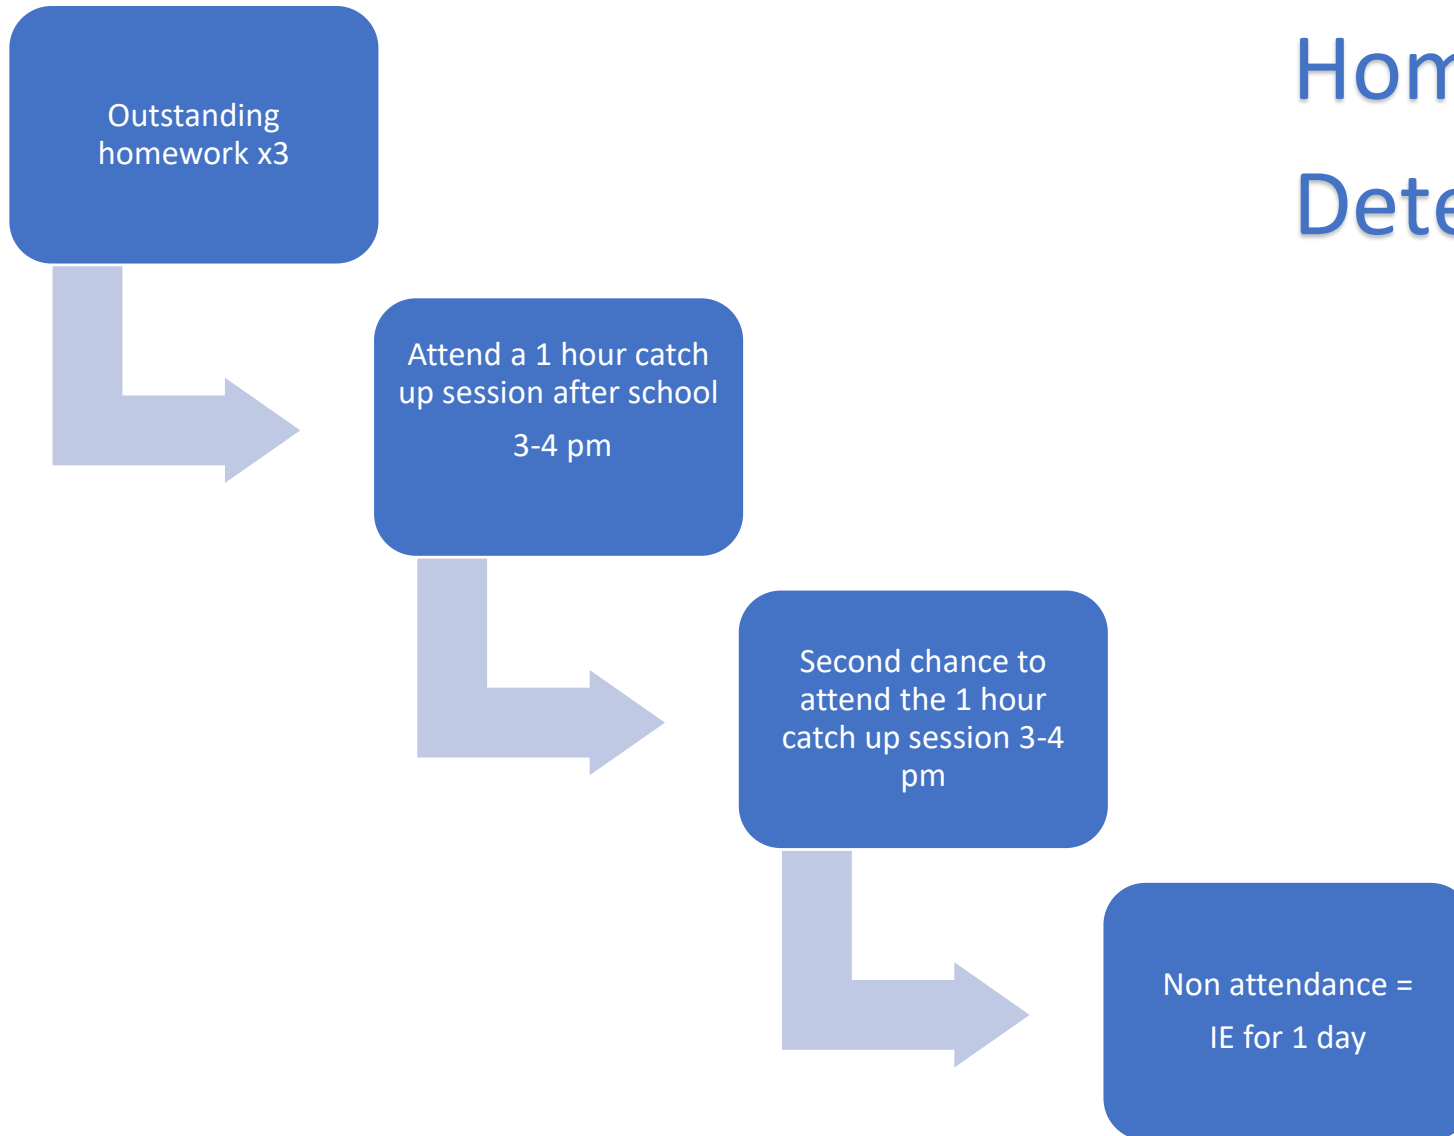 Outstanding
homework x3
Attend a 1 hour catch
up session after school
3-4 pm
Second chance to
attend the 1 hour
catch up session 3-4
pm
Non attendance =
IE for 1 day